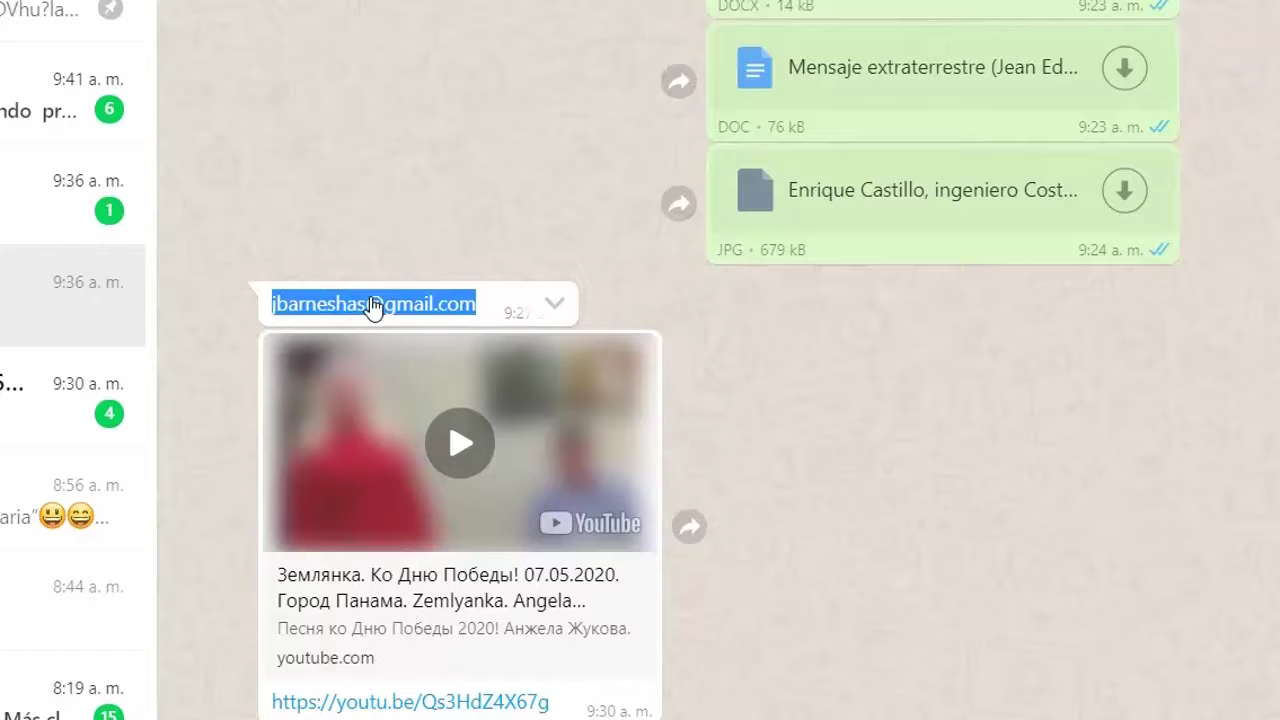 9:41 a. m.
ndo pr...
6
9:36 a. m.
1
9:36 a. m.
9:30 a. m.
4
8:56 a. m.
aria"😃😄...
8:44 a. m.
8:19 a. m.
15
DOCX • 14 kB
9:23 a. m.
Mensaje extraterrestre (Jean Ed...
DOC • 76 kB
9:23 a. m.
Enrique Castillo, ingeniero Cost...
JPG • 679 kB
9:24 a. m.
jbarneshas@gmail.com
9:27
YouTube
Землянка. Ко Дню Победы! 07.05.2020.
Город Панама. Zemlyanka. Angela...
Песня ко Дню Победы 2020! Анжела Жукова.
youtube.com
https://youtu.be/Qs3HdZ4X67g
9:30 a. m.